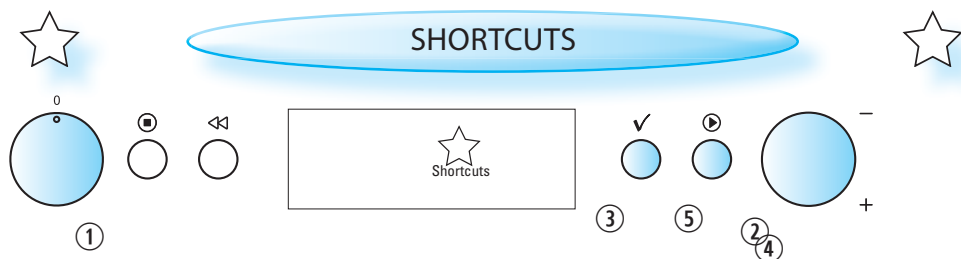 SHORTCUTS
0
−
Shortcuts
+
③ ⑤ ②
① ④